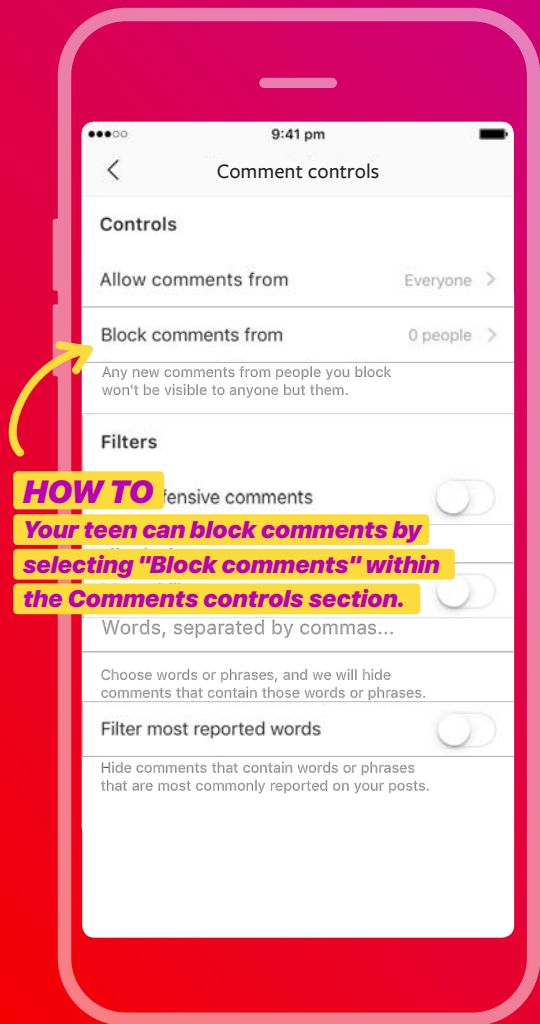 9:41 pm
Comment controls
Controls
Allow comments from Everyone
Block comments from 0 people
Any new comments from people you block
won't be visible to anyone but them.
Filters
HOW TO
fensive comments
Your teen can block comments by
selecting "Block comments" within
the Comments controls section.
Words, separated by commas...
Choose words or phrases, and we will hide
comments that contain those words or phrases.
Filter most reported words
Hide comments that contain words or phrases
that are most commonly reported on your posts.